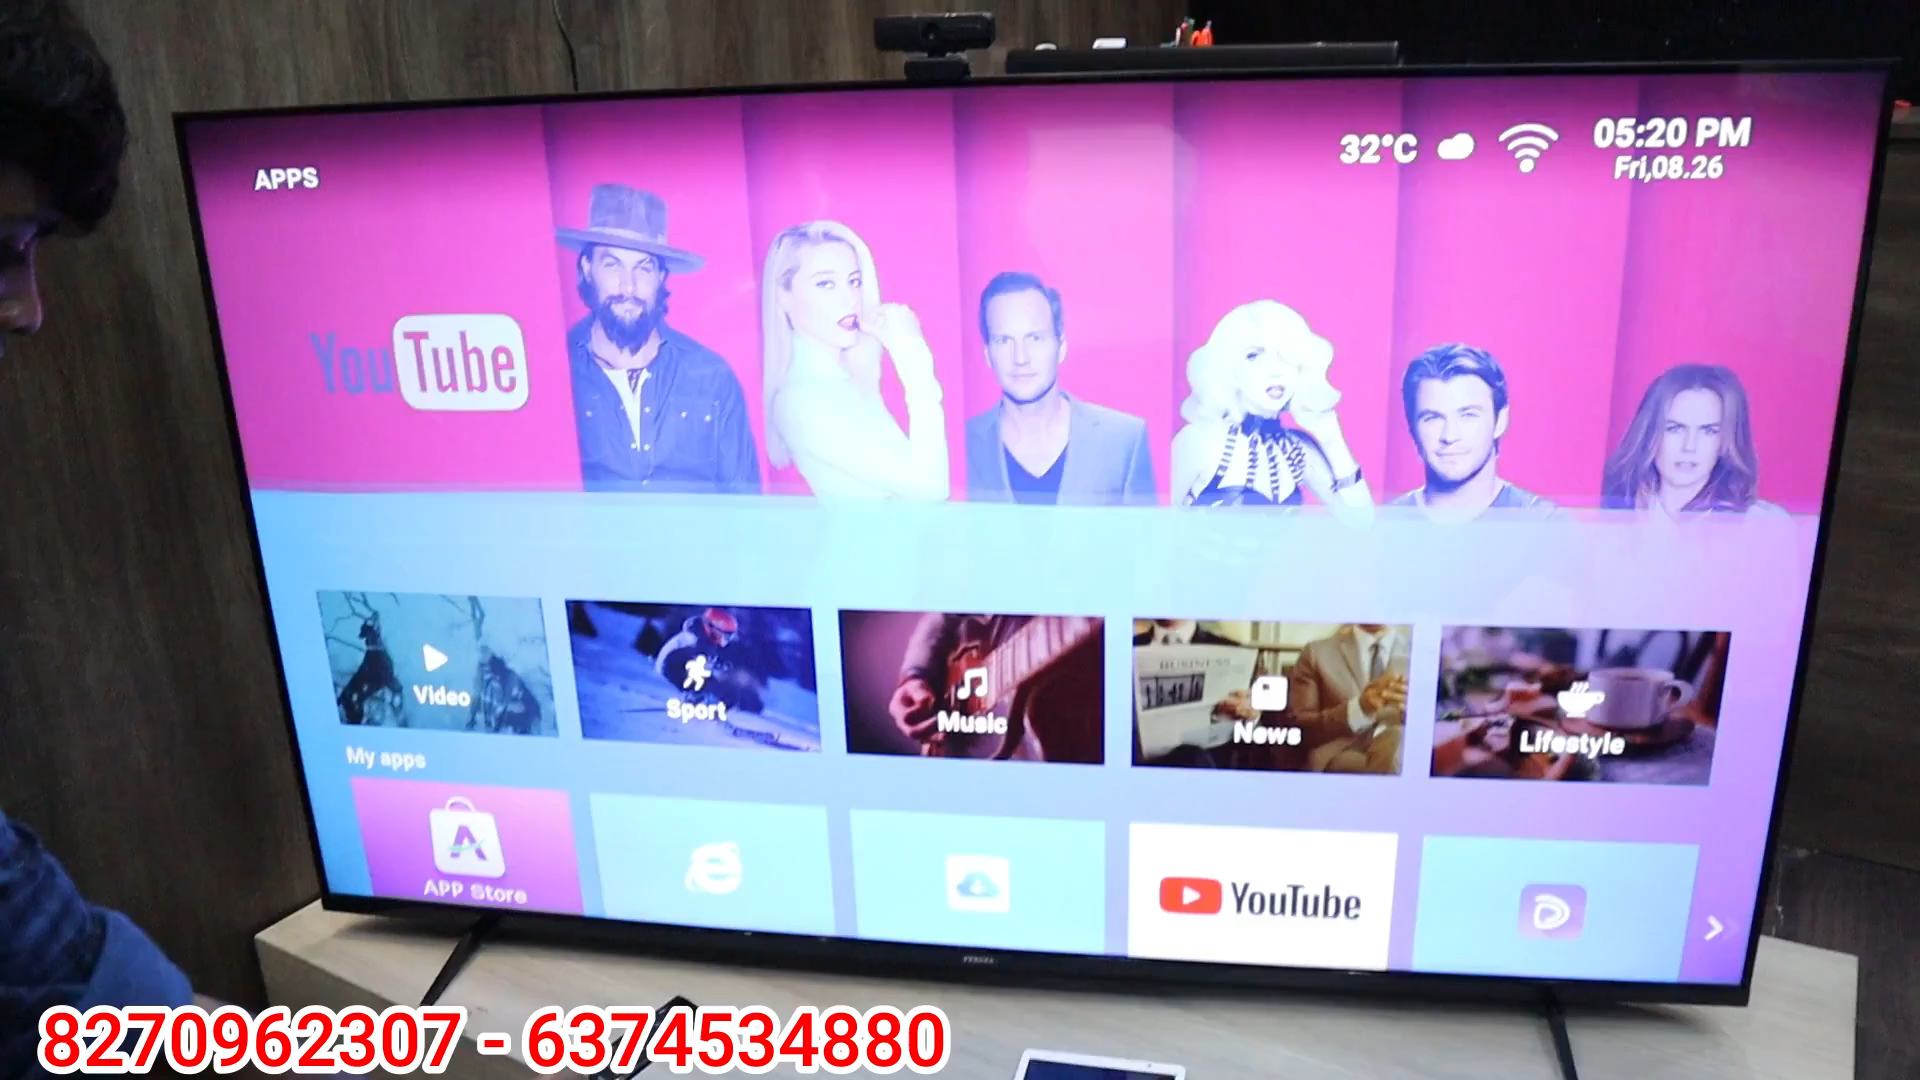 APPS
32°C
05:20 PM
Fri,08.26
YouTube
Video
Sport
Music
BUSINESS
News
Lifestyle
My apps
APP Store
YouTube
8270962307 - 6374534880